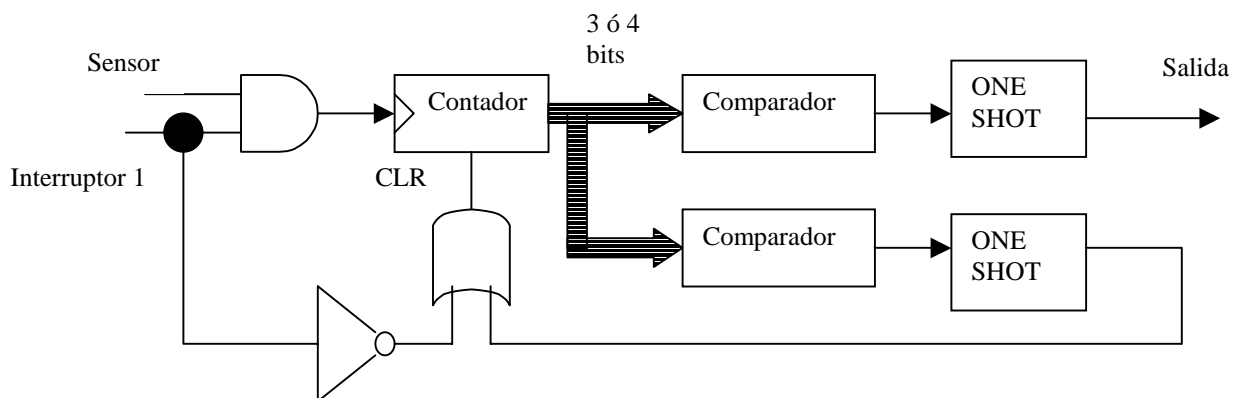 3 ó 4
bits
Sensor
Contador
Comparador
ONE
SHOT
Salida
Interruptor 1
CLR
Comparador
ONE
SHOT